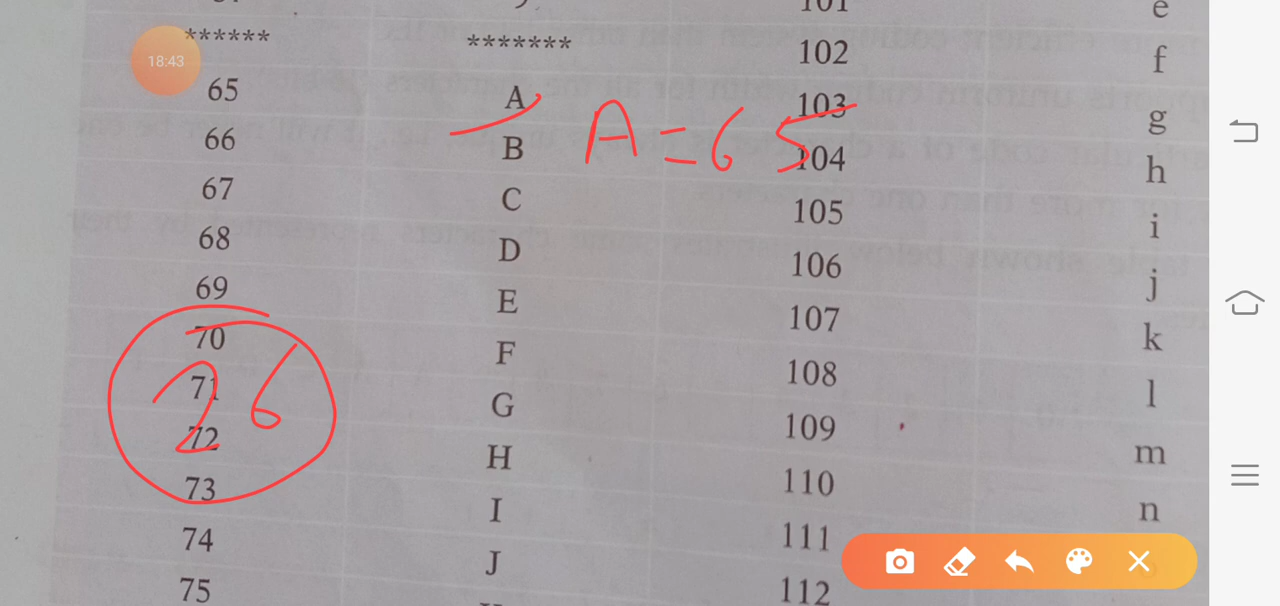 101 e
****** ******* 102 f
18:43
65 A 103 g
A = 65
66 B 104 h
67 C 105 i
68 D 106 j
69 E 107 k
70 F 108 l
71 G 109 m
26
72 H 110 n
73 I 111
74 J 112
75